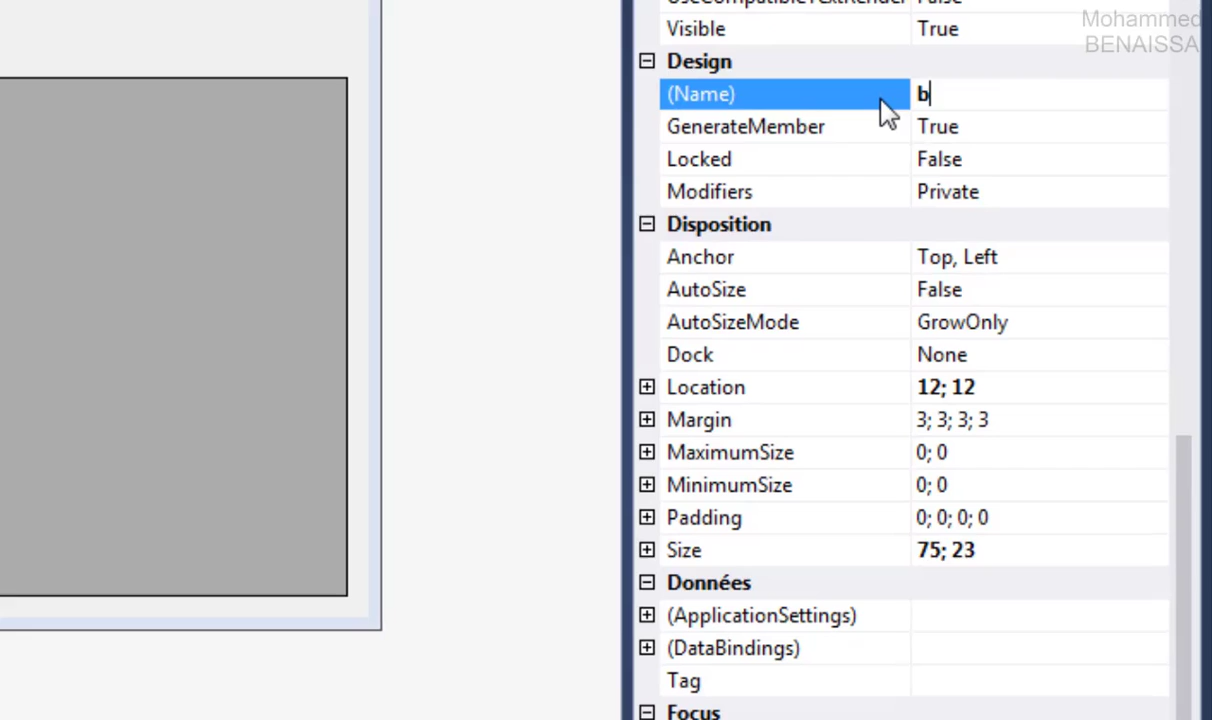 Visible True
Mohammed
BENAISSA
Design
(Name) b
GenerateMember True
Locked False
Modifiers Private
Disposition
Anchor Top, Left
AutoSize False
AutoSizeMode GrowOnly
Dock None
Location 12; 12
Margin 3; 3; 3; 3
MaximumSize 0; 0
MinimumSize 0; 0
Padding 0; 0; 0; 0
Size 75; 23
Données
(ApplicationSettings)
(DataBindings)
Tag
Focus